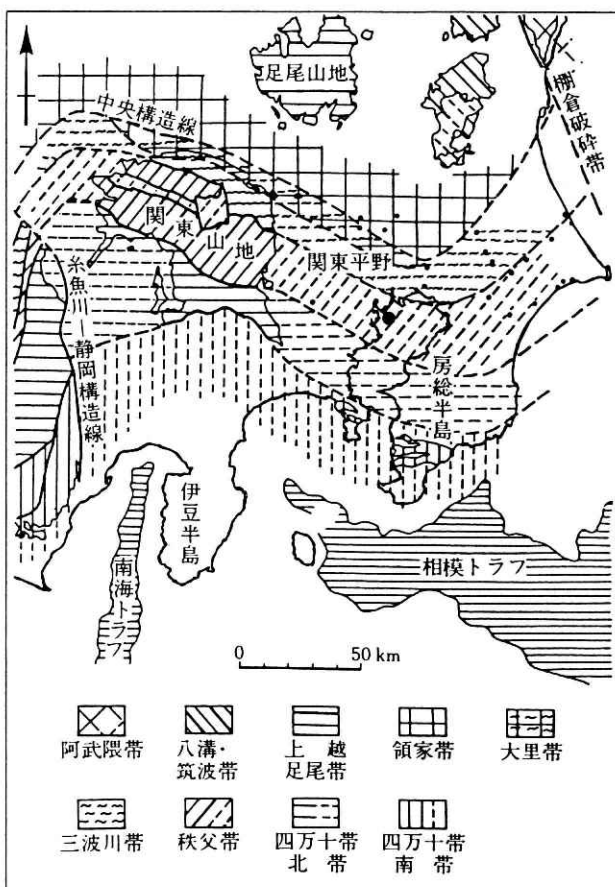 足尾山地
中央構造線
棚倉破砕帯
関東山地
関東平野
糸魚川―静岡構造線
房総半島
伊豆半島
南海トラフ
相模トラフ
0 50 km
阿武隈帯
八溝・
筑波帯
上越
足尾帯
領家帯
大里帯
三波川帯
秩父帯
四万十帯
北帯
四万十帯
南帯